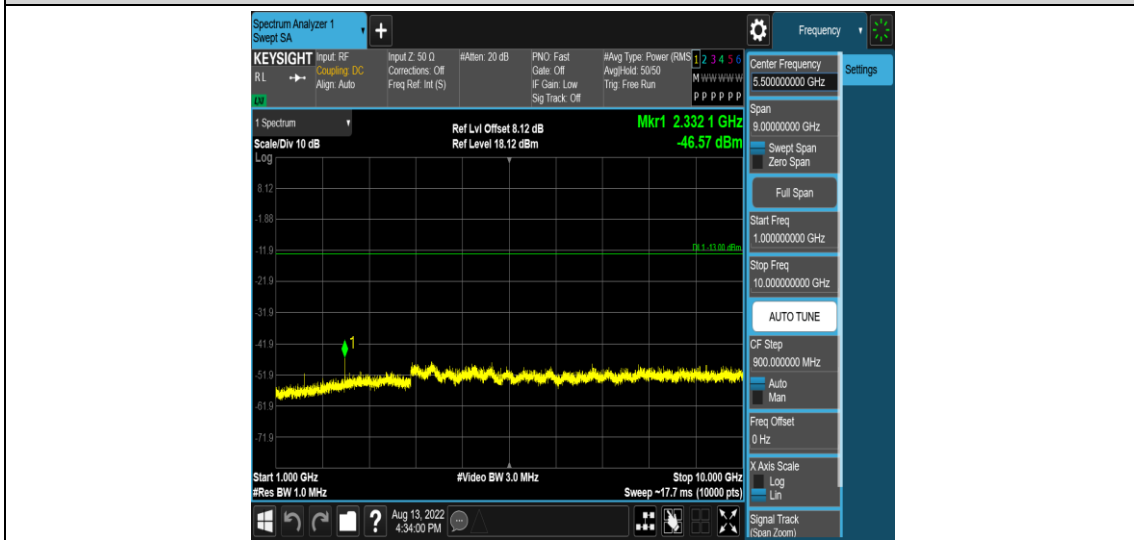 Spectrum Analyzer 1
Swept SA
+
Frequency
KEYSIGHT
RL
LXI
Input: RF
Coupling: DC
Align: Auto
Input Z: 50 Ω
Corrections: Off
Freq Ref: Int (S)
#Atten: 20 dB
PNO: Fast
Gate: Off
IF Gain: Low
Sig Track: Off
#Avg Type: Power (RMS
Avg|Hold: 50/50
Trig: Free Run
1 2 3 4 5 6
M W W W W W
P P P P P P
1 Spectrum
Scale/Div 10 dB
Log
Ref Lvl Offset 8.12 dB
Ref Level 18.12 dBm
Mkr1 2.332 1 GHz
-46.57 dBm
8.12
-1.88
-11.9
DL1 -13.00 dBm
-21.9
-31.9
-41.9
1
-51.9
-61.9
-71.9
Start 1.000 GHz
#Res BW 1.0 MHz
#Video BW 3.0 MHz
Stop 10.000 GHz
Sweep ~17.7 ms (10000 pts)
?
Aug 13, 2022
4:34:00 PM
Center Frequency
5.50000000 GHz
Settings
Span
9.00000000 GHz
Swept Span
Zero Span
Full Span
Start Freq
1.000000000 GHz
Stop Freq
10.000000000 GHz
AUTO TUNE
CF Step
900.000000 MHz
Auto
Man
Freq Offset
0 Hz
X Axis Scale
Log
Lin
Signal Track
(Span Zoom)